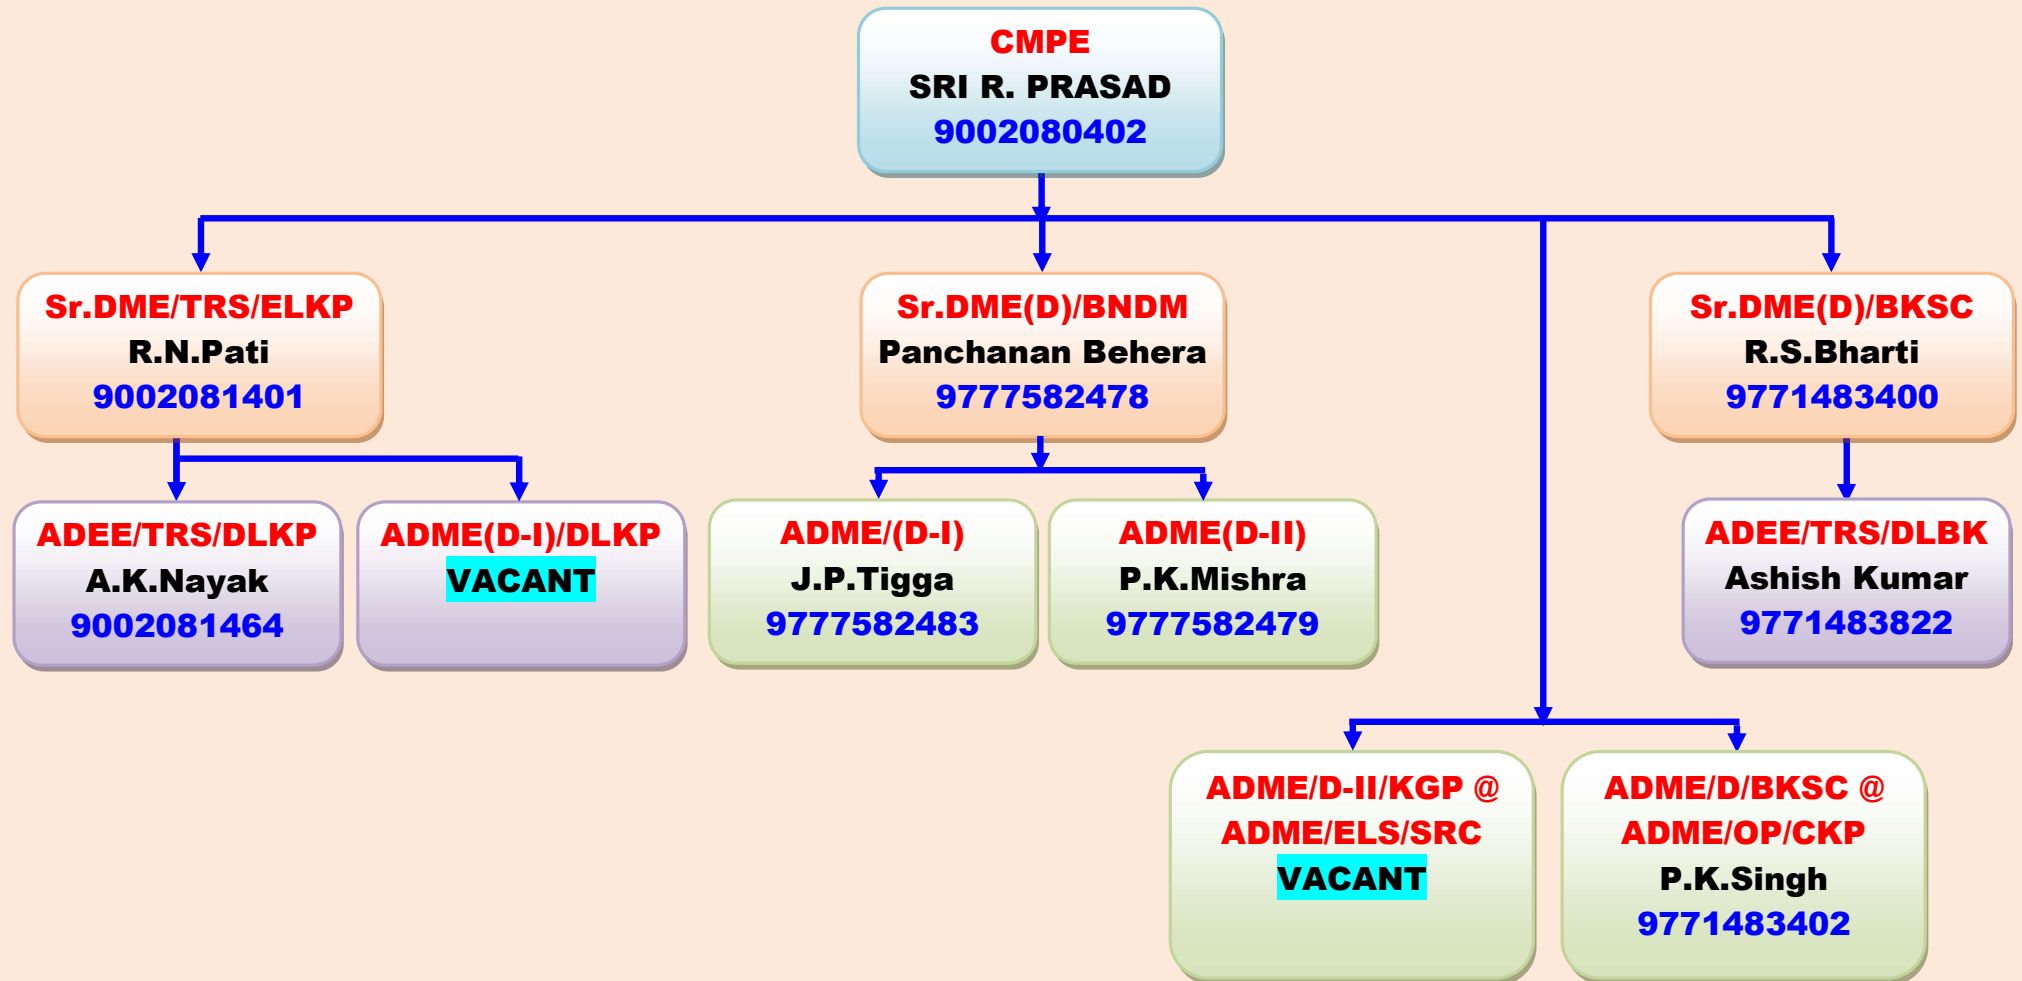 CMPE
SRI R. PRASAD
9002080402
Sr.DME/TRS/ELKP
R.N.Pati
9002081401
Sr.DME(D)/BNDM
Panchanan Behera
9777582478
Sr.DME(D)/BKSC
R.S.Bharti
9771483400
ADEE/TRS/DLKP
A.K.Nayak
9002081464
ADME(D-I)/DLKP
VACANT
ADME/(D-I)
J.P.Tigga
9777582483
ADME(D-II)
P.K.Mishra
9777582479
ADEE/TRS/DLBK
Ashish Kumar
9771483822
ADME/D-II/KGP @
ADME/ELS/SRC
VACANT
ADME/D/BKSC @
ADME/OP/CKP
P.K.Singh
9771483402